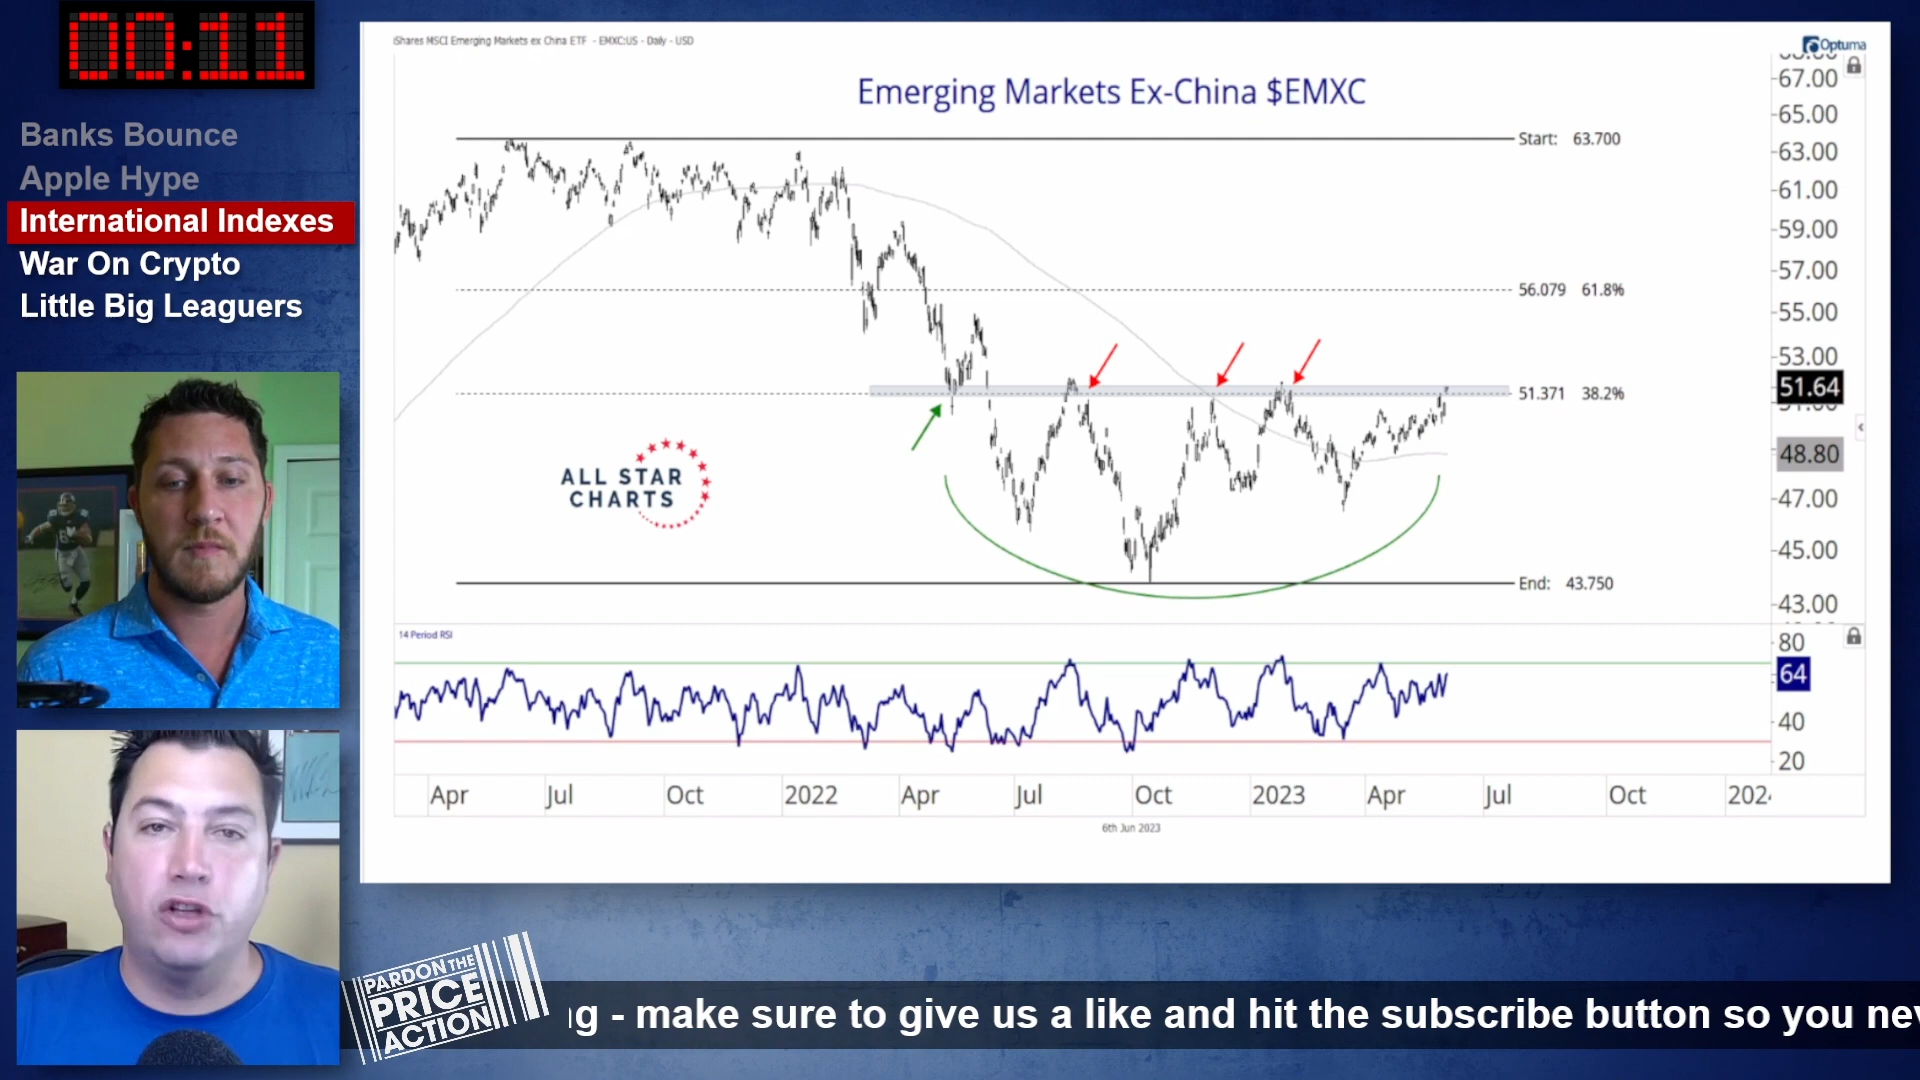 00:11
Banks Bounce
Apple Hype
International Indexes
War On Crypto
Little Big Leaguers
iShares MSCI Emerging Markets ex China ETF - EMXC:US - Daily - USD
Optuma
Emerging Markets Ex-China $EMXC
67.00
65.00
Start: 63.700
63.00
61.00
59.00
57.00
56.079 61.8%
55.00
53.00
51.64
51.371 38.2%
48.80
47.00
45.00
End: 43.750
43.00
ALL STAR
CHARTS
14 Period RSI
80
64
40
20
Apr Jul Oct 2022 Apr Jul Oct 2023 Apr Jul Oct 202
6th Jun 2023
PARDON THE
PRICE
ACTION
g - make sure to give us a like and hit the subscribe button so you nev